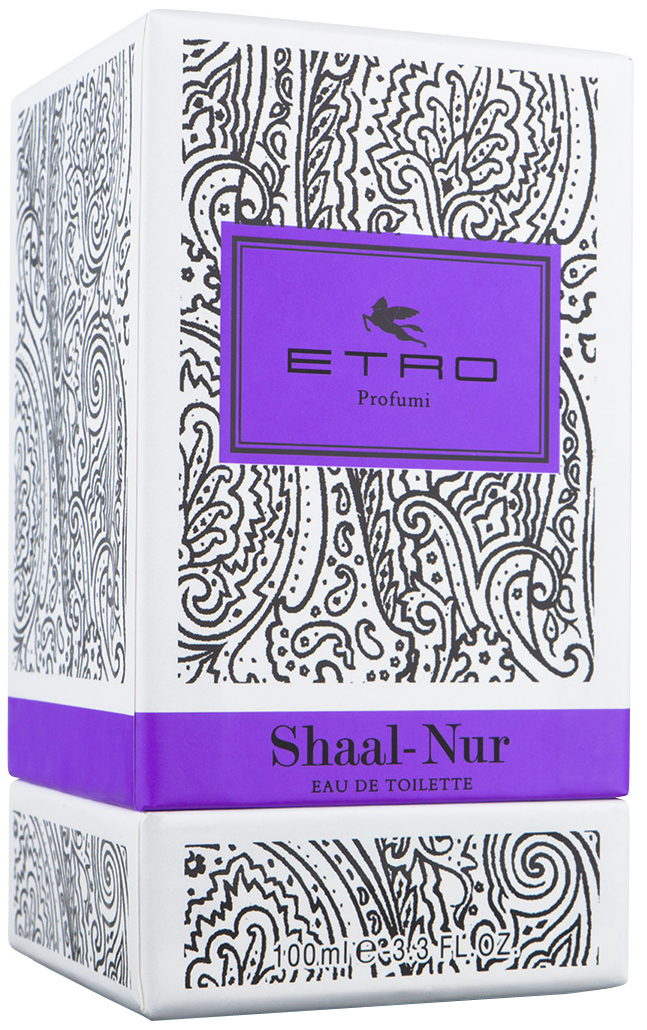 ETRO
Profumi
Shaal-Nur
EAU DE TOILETTE
100ml ℮ 3.3 FL.OZ.